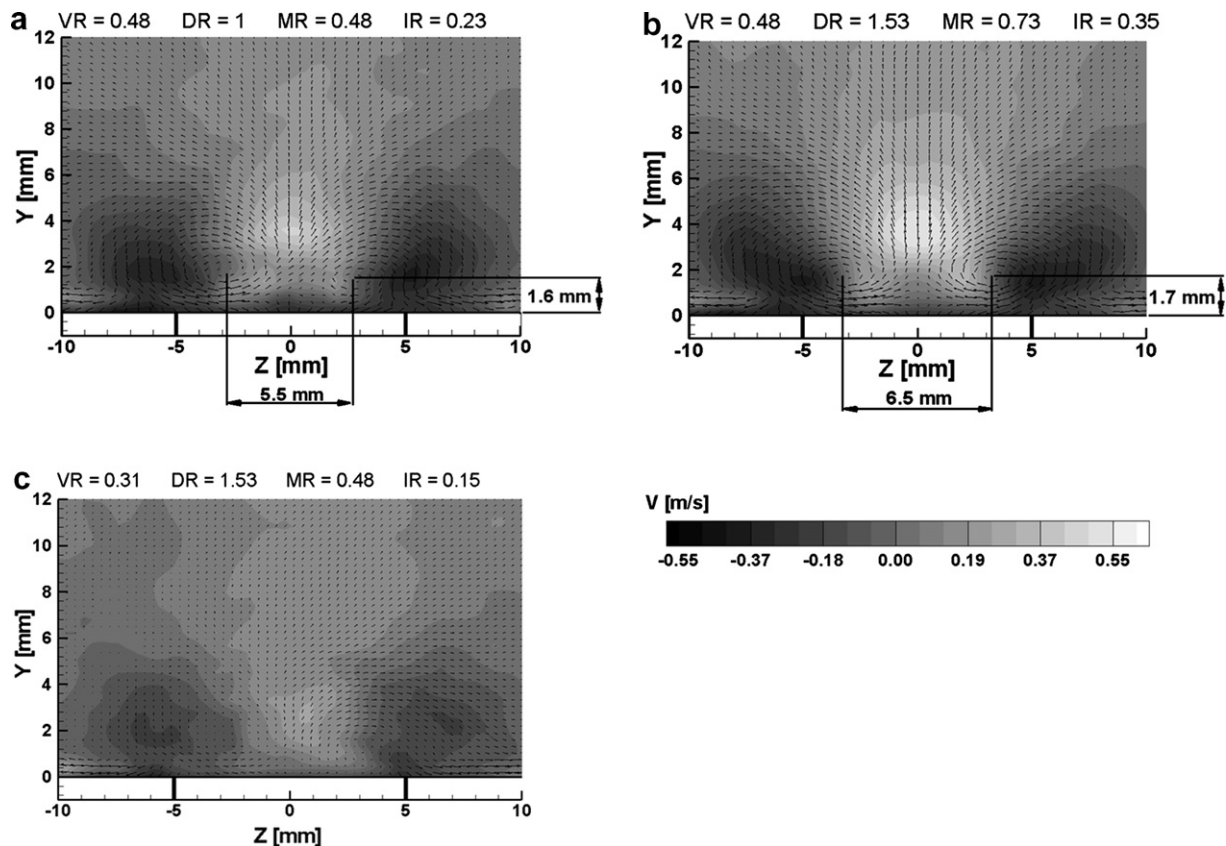 a VR = 0.48 DR = 1 MR = 0.48 IR = 0.23
12
10
8
6
4
2
0
Y [mm]
-10 -5 0 5 10
Z [mm]
1.6 mm
5.5 mm
b VR = 0.48 DR = 1.53 MR = 0.73 IR = 0.35
12
10
8
6
4
2
0
Y [mm]
-10 -5 0 5 10
Z [mm]
1.7 mm
6.5 mm
c VR = 0.31 DR = 1.53 MR = 0.48 IR = 0.15
12
10
8
6
4
2
0
Y [mm]
-10 -5 0 5 10
Z [mm]
V [m/s]
-0.55 -0.37 -0.18 0.00 0.19 0.37 0.55